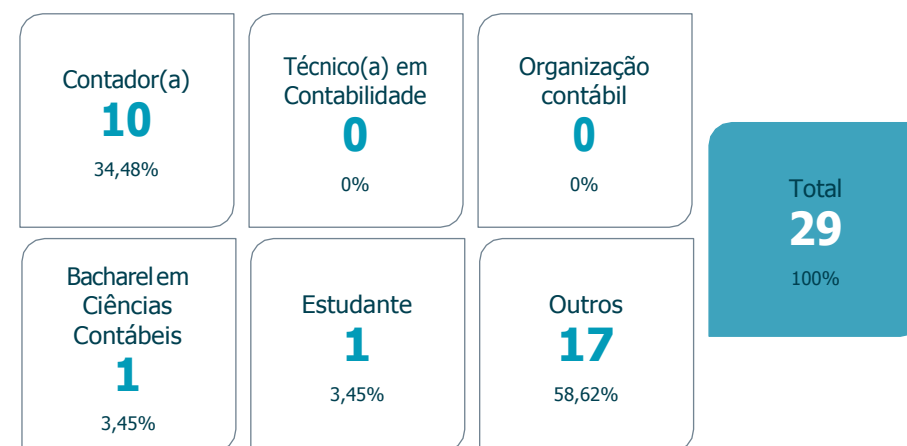 Contador(a)
10
34,48%
Técnico(a) em
Contabilidade
0
0%
Organização
contábil
0
0%
Total
29
100%
Bacharel em
Ciências
Contábeis
1
3,45%
Estudante
1
3,45%
Outros
17
58,62%